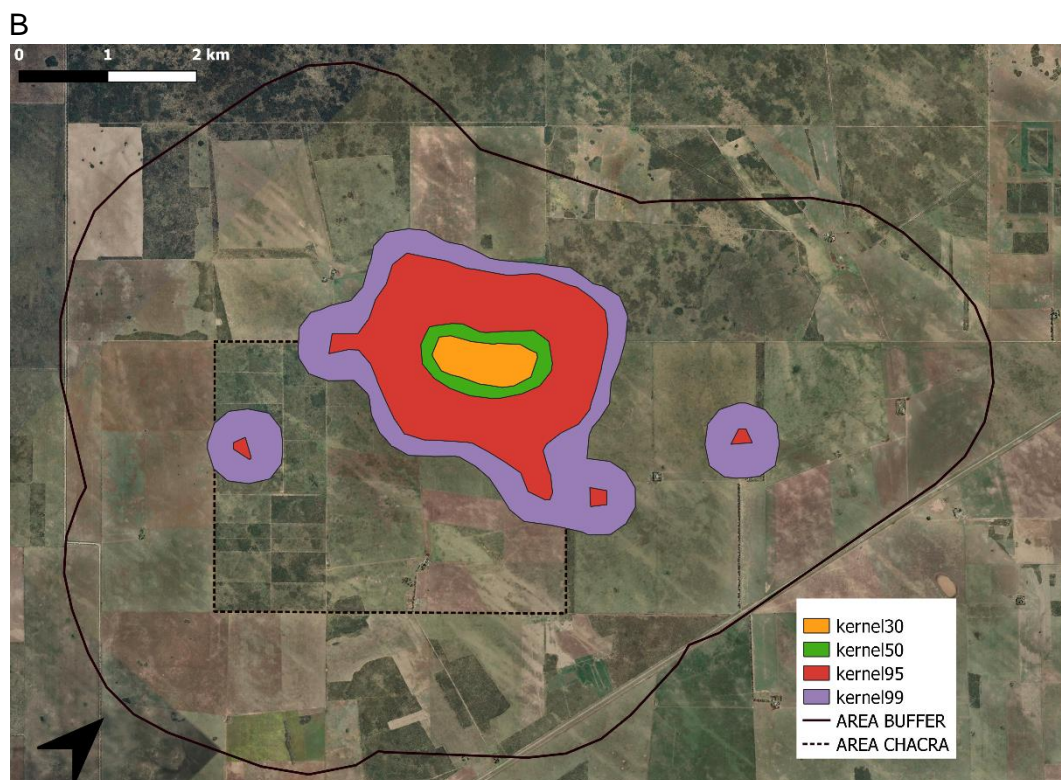 B
0 1 2 km
kernel30
kernel50
kernel95
kernel99
AREA BUFFER
AREA CHACRA